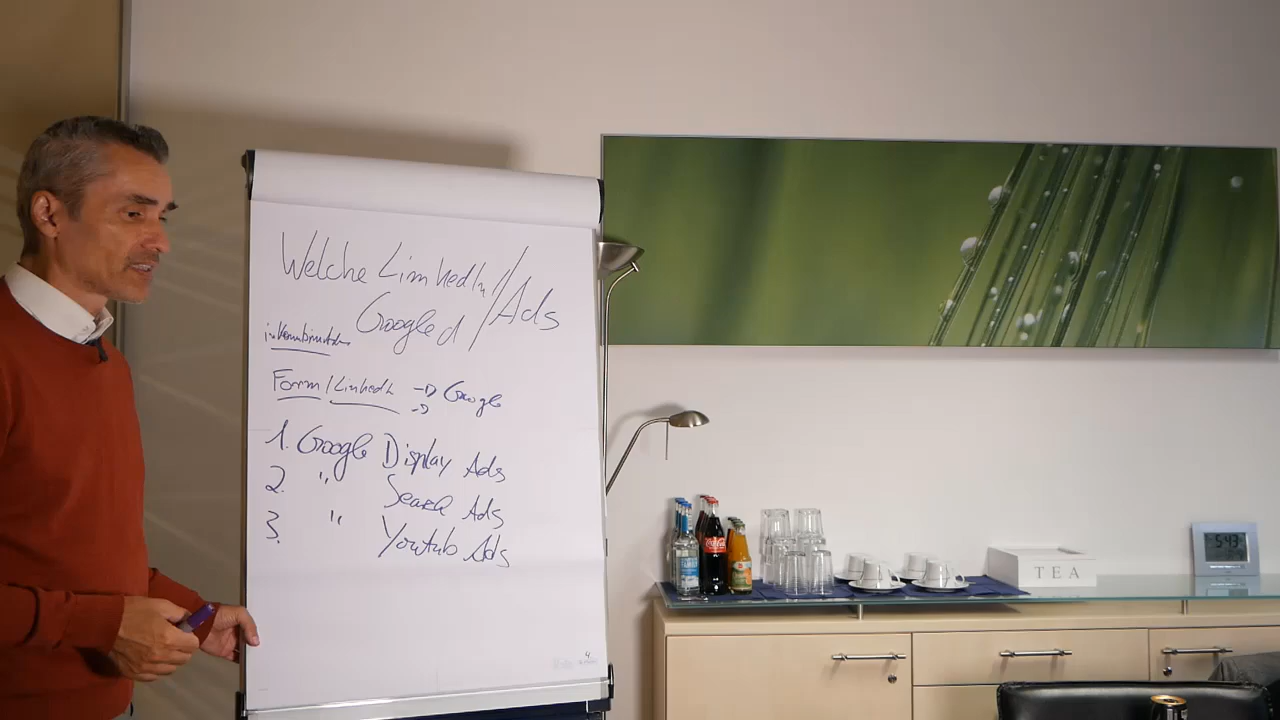 Welche LinkedIn/
Google d / Ads
in Kombination
Form / LinkedIn → Google
→
1. Google Display Ads
2. " Search Ads
3. " Youtub Ads
4
Coca-Cola
TEA
5:43